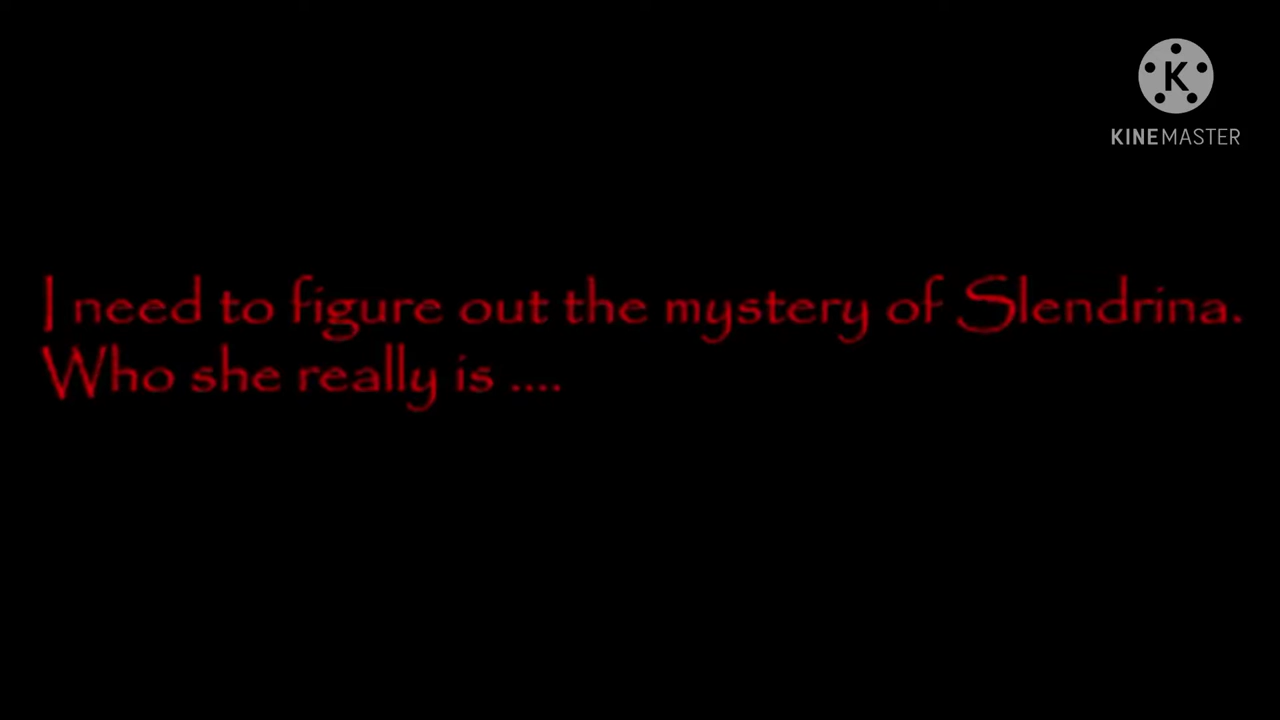 K
KINEMASTER
I need to figure out the mystery of Slendrina.
Who she really is ....